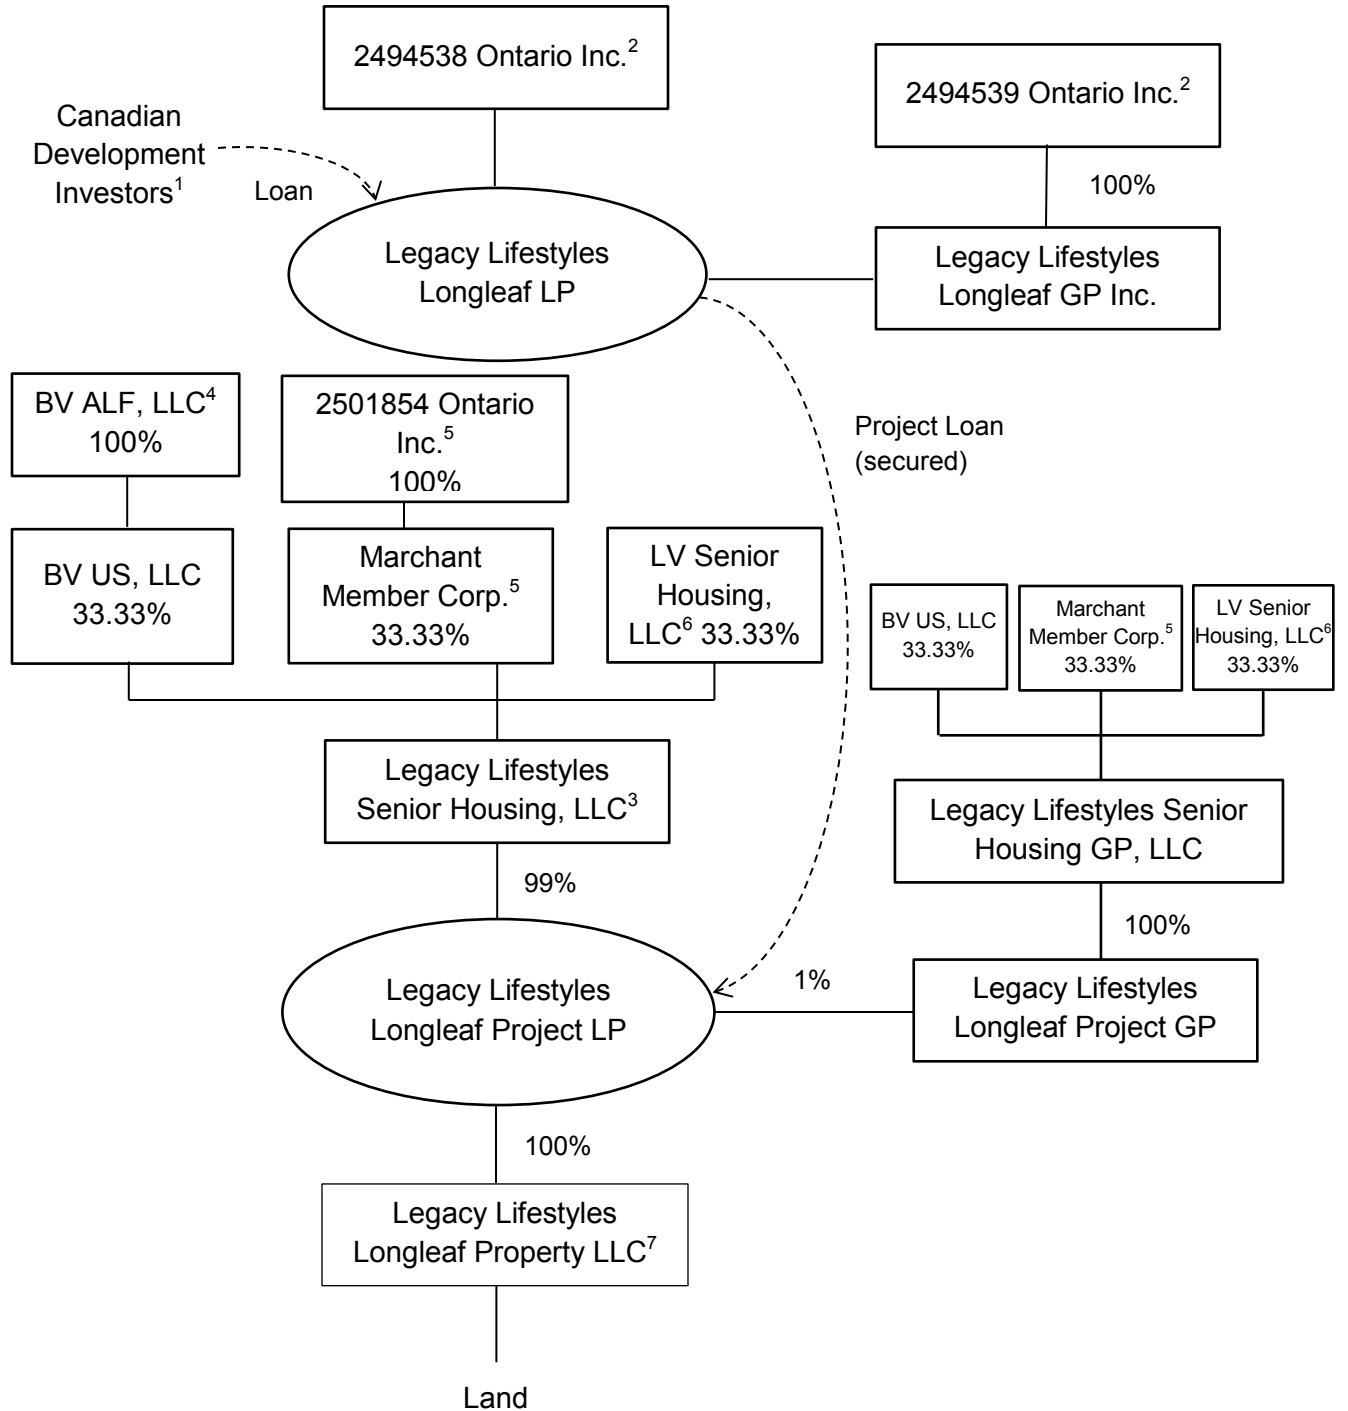 2494538 Ontario Inc.2
2494539 Ontario Inc.2
Canadian
Development
Investors1
Loan
100%
Legacy Lifestyles
Longleaf LP
Legacy Lifestyles
Longleaf GP Inc.
BV ALF, LLC4
100%
2501854 Ontario
Inc.5
100%
Project Loan
(secured)
BV US, LLC
33.33%
Marchant
Member Corp.5
33.33%
LV Senior
Housing,
LLC6 33.33%
BV US, LLC
33.33%
Marchant
Member Corp.5
33.33%
LV Senior
Housing, LLC6
33.33%
Legacy Lifestyles
Senior Housing, LLC3
Legacy Lifestyles Senior
Housing GP, LLC
99%
100%
Legacy Lifestyles
Longleaf Project LP
1%
Legacy Lifestyles
Longleaf Project GP
100%
Legacy Lifestyles
Longleaf Property LLC7
Land